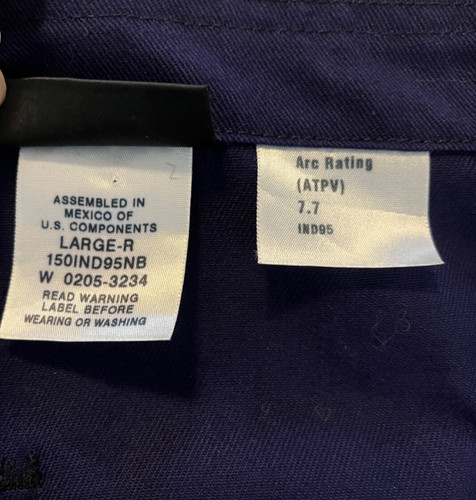 ASSEMBLED IN
MEXICO OF
U.S. COMPONENTS
LARGE-R
150IND95NB
W 0205-3234
READ WARNING
LABEL BEFORE
WEARING OR WASHING
Arc Rating
(ATPV)
7.7
IND95